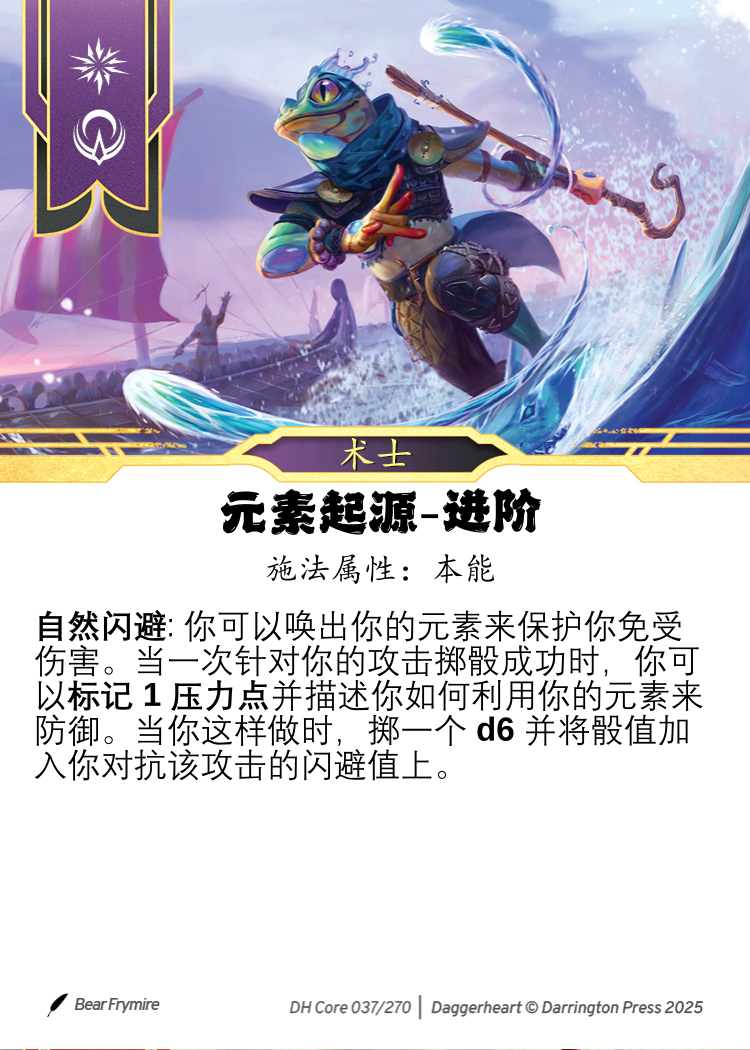 术士
元素起源-进阶
施法属性：本能
自然闪避: 你可以唤出你的元素来保护你免受
伤害。当一次针对你的攻击掷骰成功时，你可
以标记 1 压力点并描述你如何利用你的元素来
防御。当你这样做时，掷一个 d6 并将骰值加
入你对抗该攻击的闪避值上。
Bear Frymire
DH Core 037/270 | Daggerheart © Darrington Press 2025